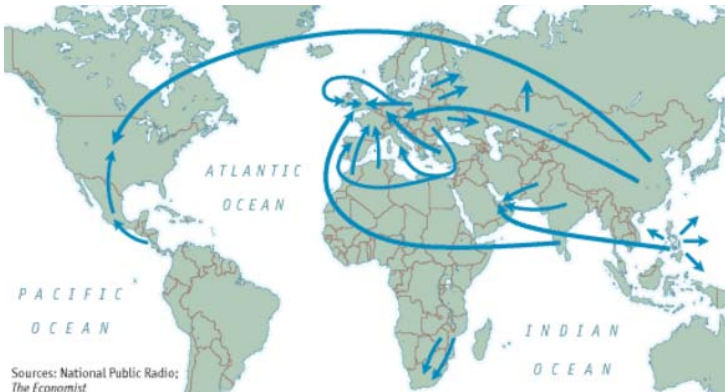 ATLANTIC
OCEAN
PACIFIC
OCEAN
INDIAN
OCEAN
Sources: National Public Radio;
The Economist